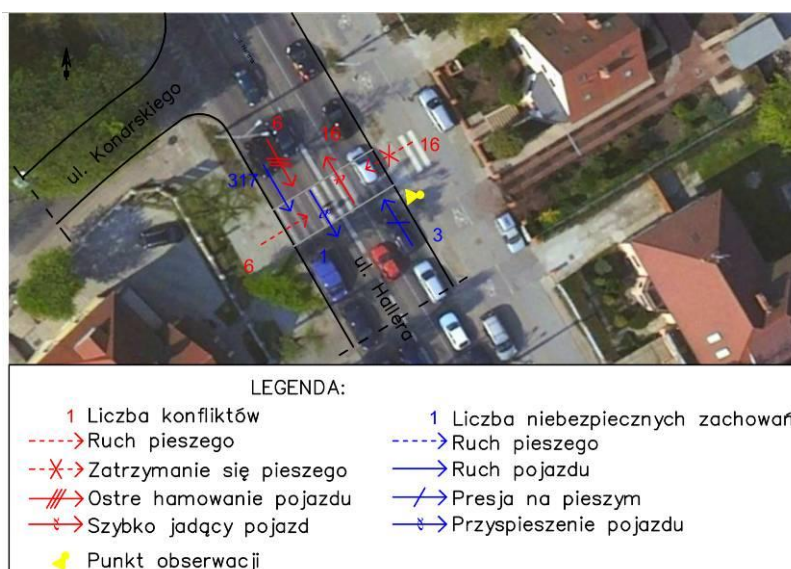 ul. Konarskiego
6
16
16
317
6
1
3
ul. Hallera
LEGENDA:
1 Liczba konfliktów
Ruch pieszego
Zatrzymanie się pieszego
Ostre hamowanie pojazdu
Szybko jadący pojazd
Punkt obserwacji
1 Liczba niebezpiecznych zachowań
Ruch pieszego
Ruch pojazdu
Presja na pieszym
Przyspieszenie pojazdu